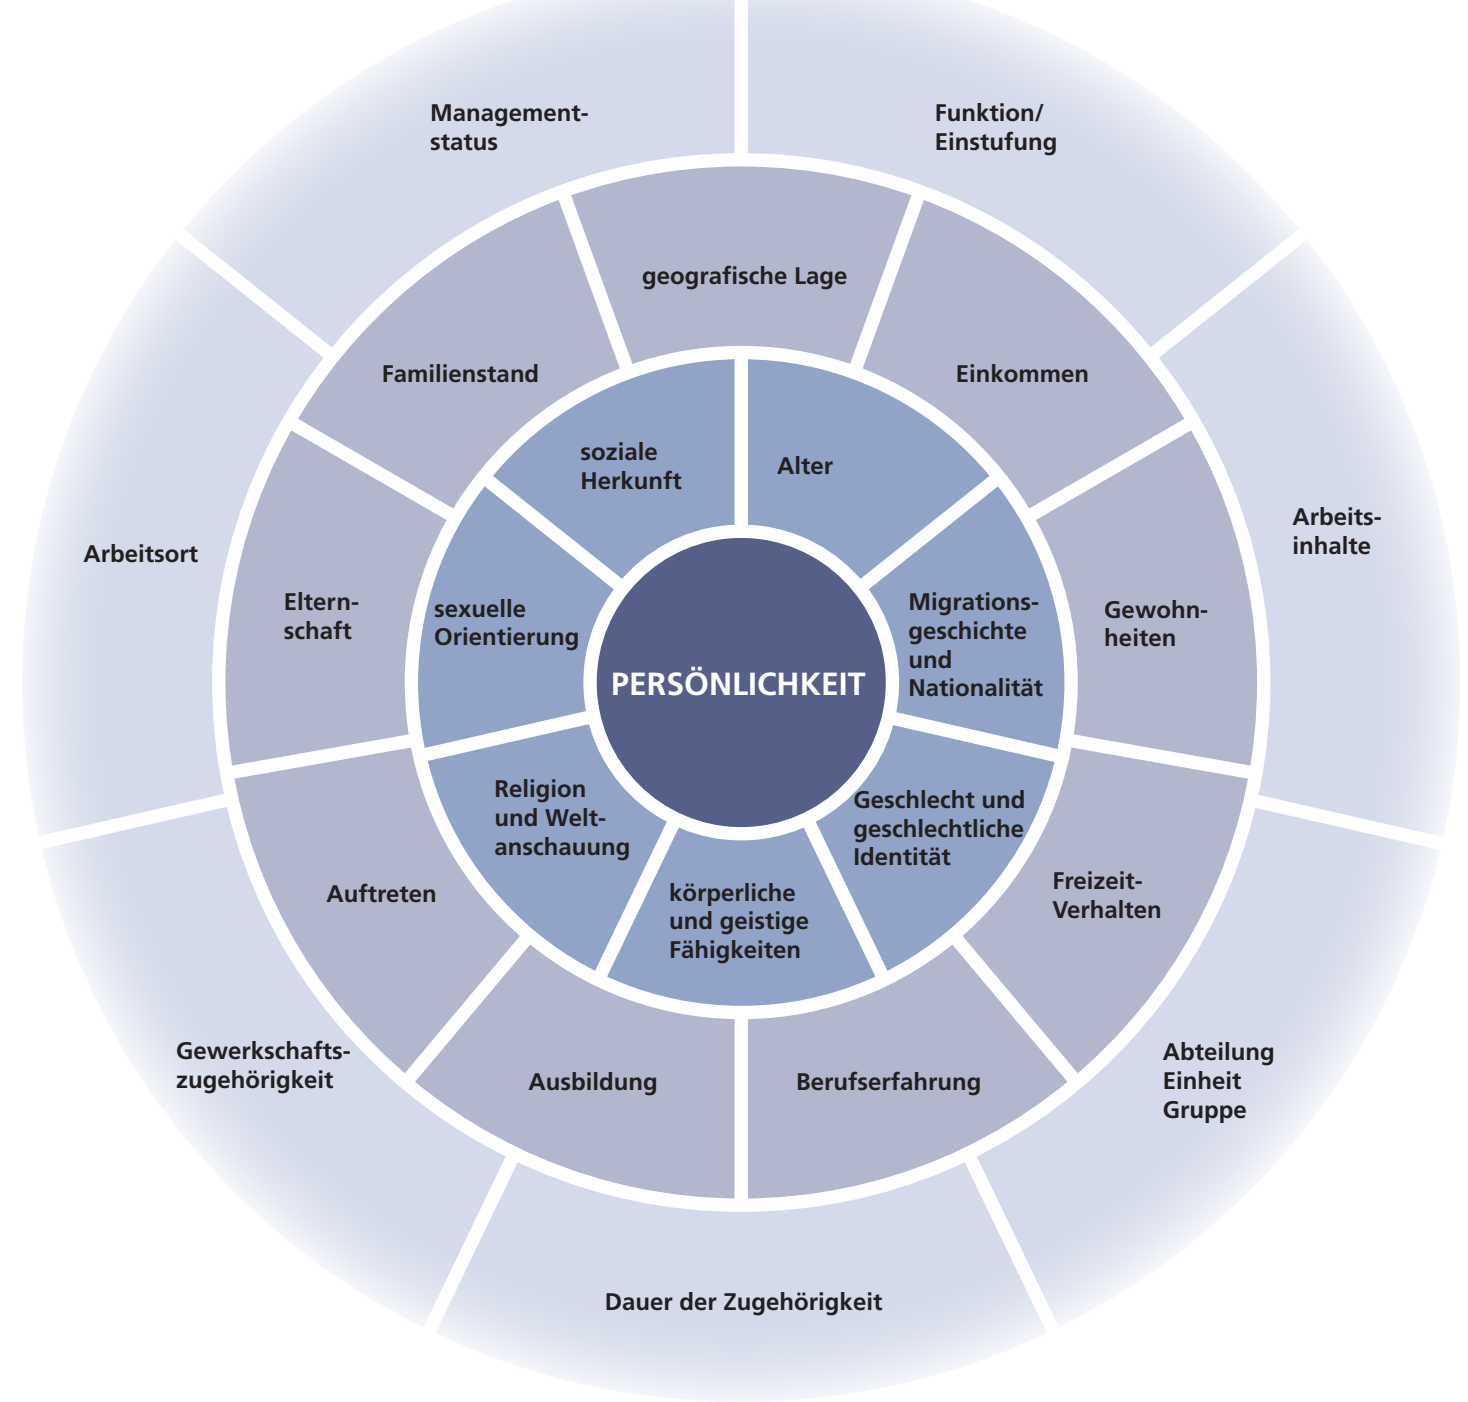 Management-
status
Funktion/
Einstufung
geografische Lage
Familienstand
Einkommen
soziale
Herkunft
Alter
Arbeitsort
Arbeits-
inhalte
Eltern-
schaft
sexuelle
Orientierung
PERSÖNLICHKEIT
Migrations-
geschichte
und
Nationalität
Gewohn-
heiten
Religion
und Welt-
anschauung
Geschlecht und
geschlechtliche
Identität
Auftreten
körperliche
und geistige
Fähigkeiten
Freizeit-
Verhalten
Gewerkschafts-
zugehörigkeit
Ausbildung
Berufserfahrung
Abteilung
Einheit
Gruppe
Dauer der Zugehörigkeit